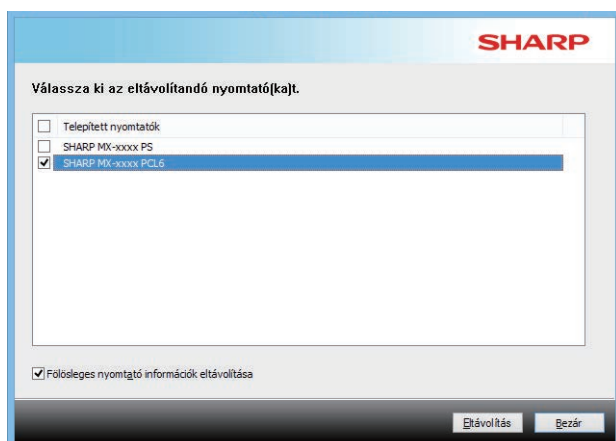 SHARP
Válassza ki az eltávolítandó nyomtató(ka)t.
Telepített nyomtatók
SHARP MX-xxxx PS
SHARP MX-xxxx PCL6
Fölösleges nyomtató információk eltávolítása
Eltávolítás Bezár